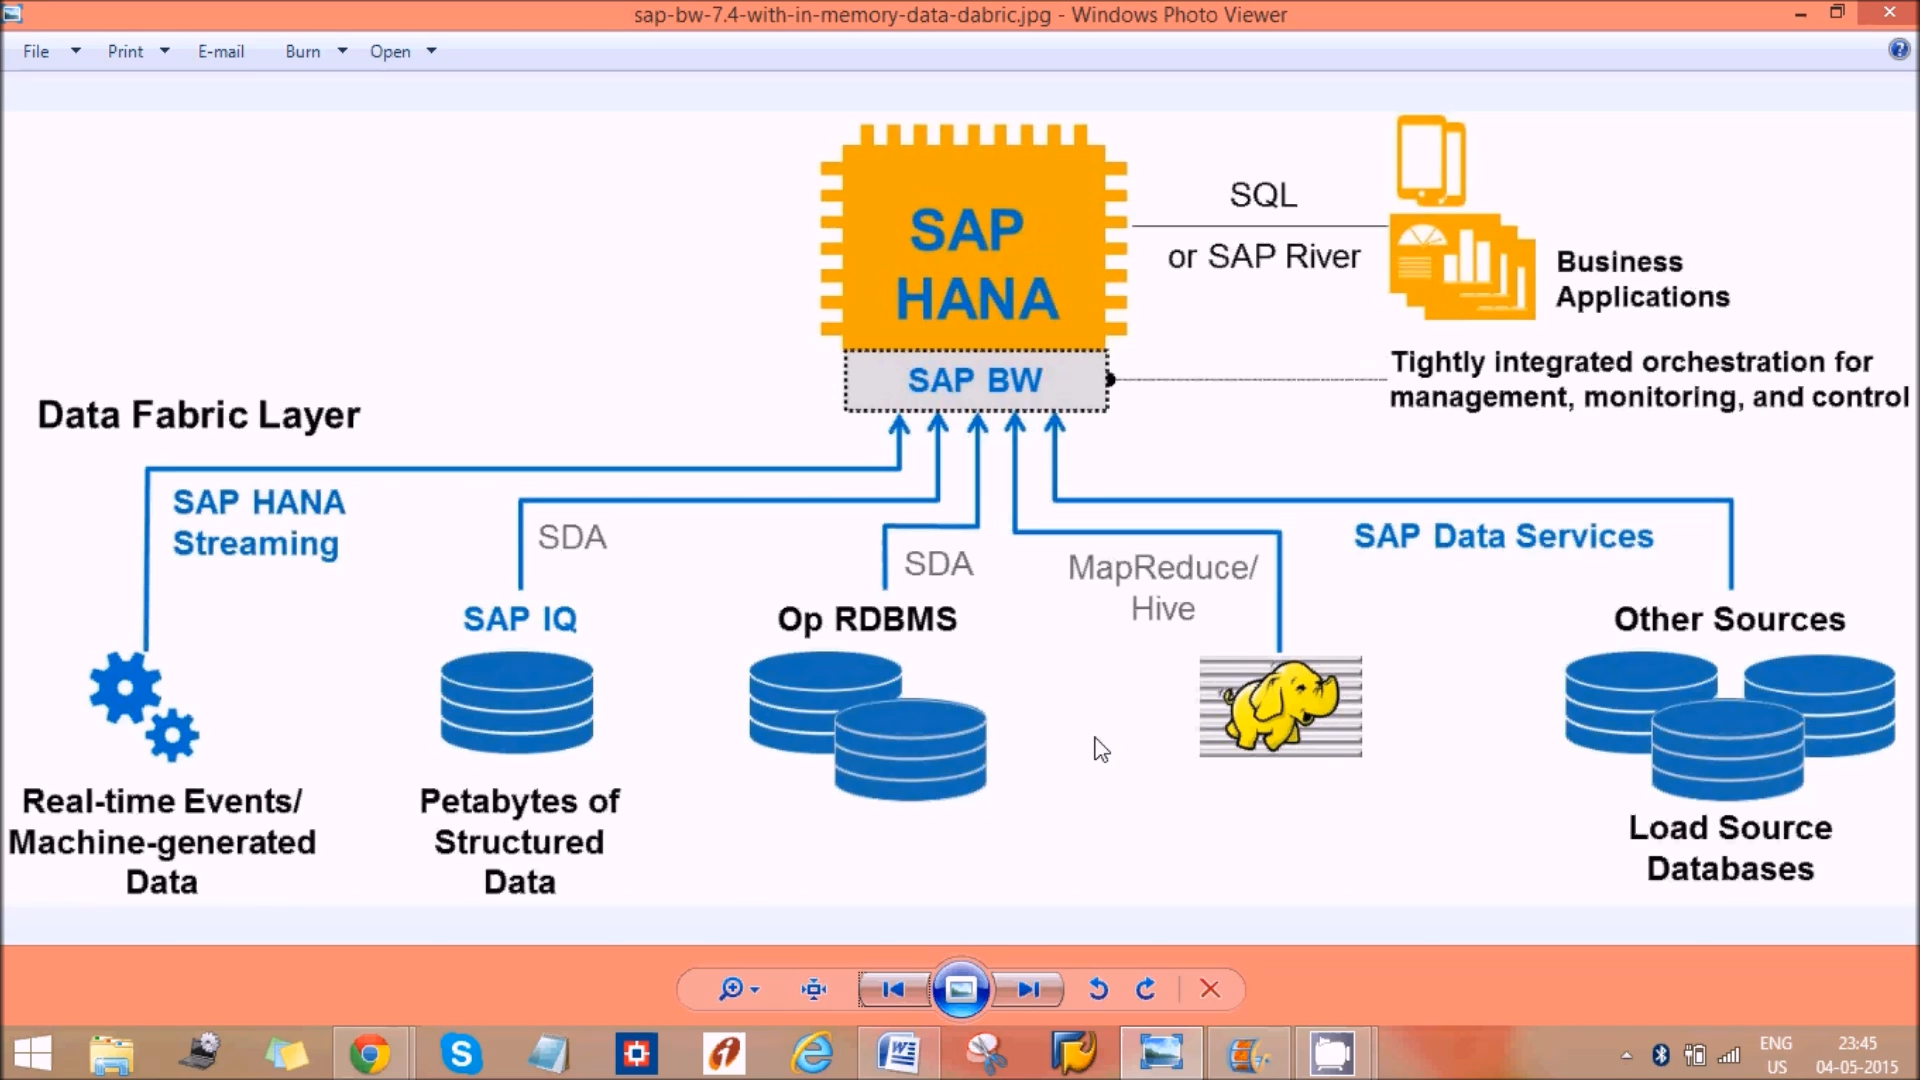 sap-bw-7.4-with-in-memory-data-dabric.jpg - Windows Photo Viewer
File
Print
E-mail
Burn
Open
SAP
HANA
SAP BW
SQL
or SAP River
Business
Applications
Tightly integrated orchestration for
management, monitoring, and control
Data Fabric Layer
SAP HANA
Streaming
SDA
SDA
MapReduce/
Hive
SAP Data Services
SAP IQ
Op RDBMS
Other Sources
Real-time Events/
Machine-generated
Data
Petabytes of
Structured
Data
Load Source
Databases
ENG
US
23:45
04-05-2015